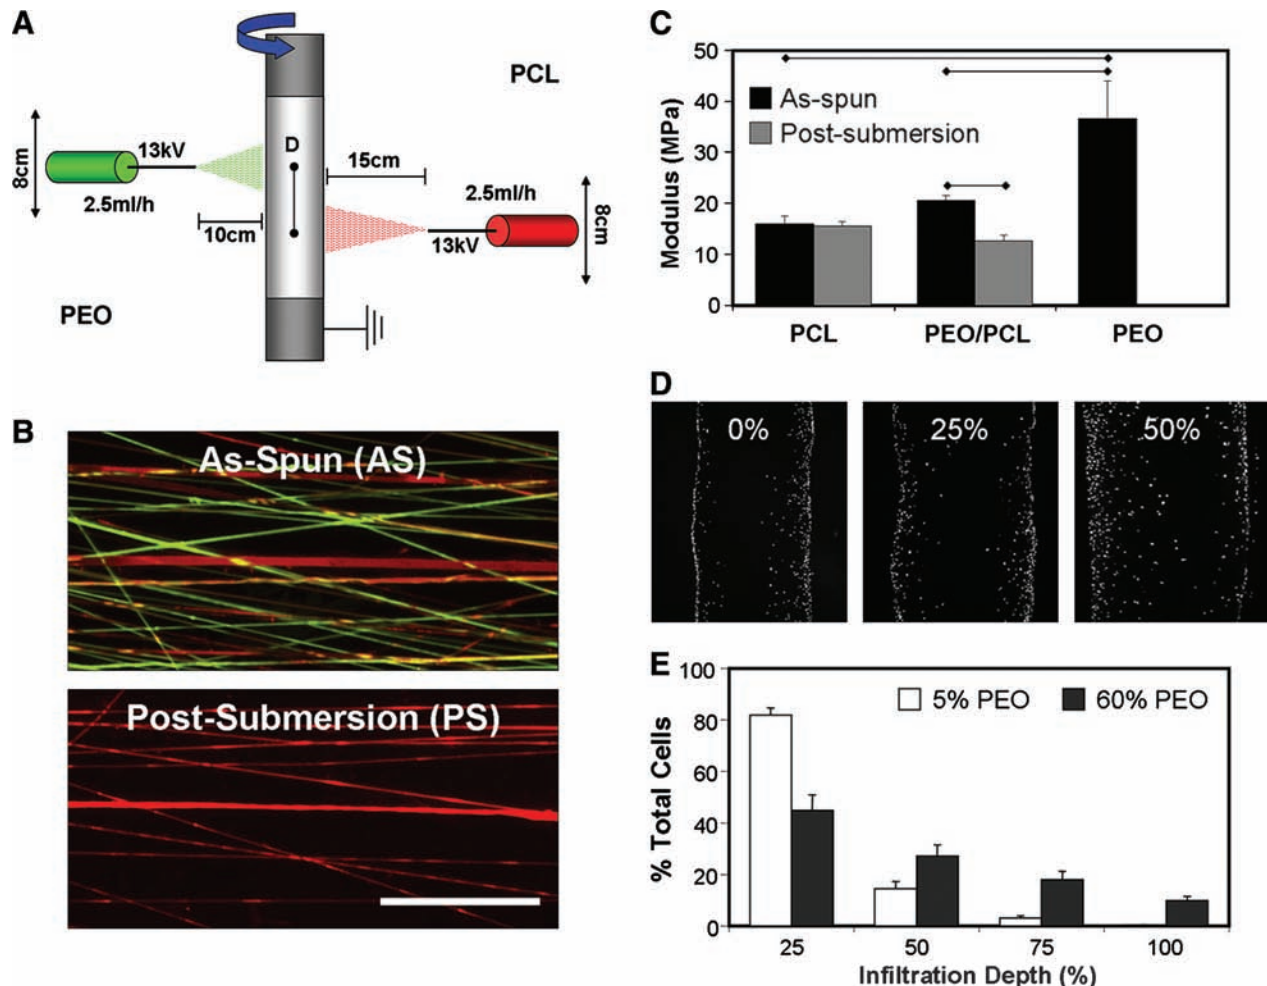 A
PCL
8cm
13kV
D
15cm
2.5ml/h
2.5ml/h
10cm
13kV
8cm
PEO
B
As-Spun (AS)
Post-Submersion (PS)
C
50
40
30
20
10
0
Modulus (MPa)
As-spun
Post-submersion
PCL
PEO/PCL
PEO
D
0%
25%
50%
E
100
80
60
40
20
0
% Total Cells
5% PEO
60% PEO
25
50
75
100
Infiltration Depth (%)